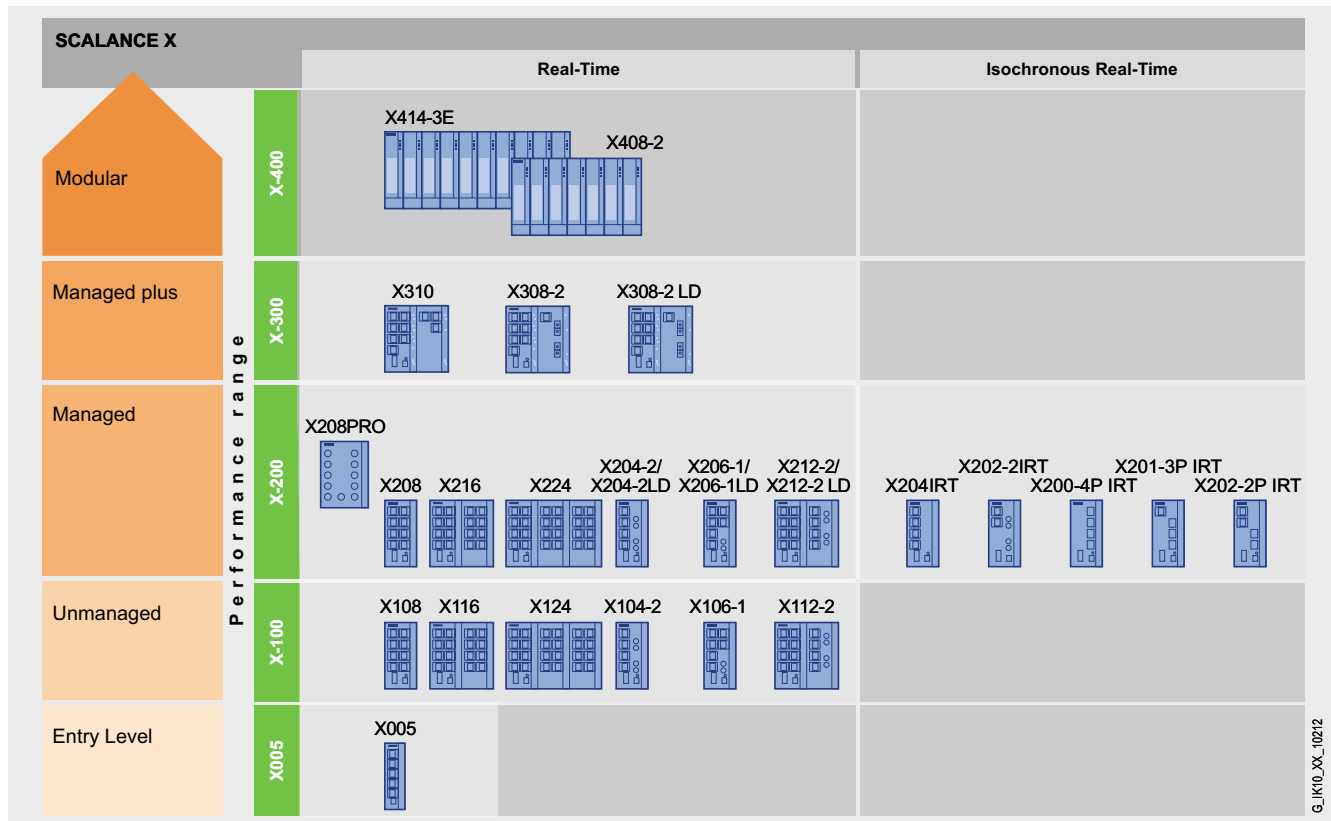 SCALANCE X
Real-Time
Isochronous Real-Time
Performance range
Modular
X-400
X414-3E
X408-2
Managed plus
X-300
X310
X308-2
X308-2 LD
Managed
X-200
X208PRO
X208
X216
X224
X204-2/
X204-2LD
X206-1/
X206-1LD
X212-2/
X212-2 LD
X204IRT
X202-2IRT
X200-4P IRT
X201-3P IRT
X202-2P IRT
Unmanaged
X-100
X108
X116
X124
X104-2
X106-1
X112-2
Entry Level
X005
X005
G_IK10_XX_10212